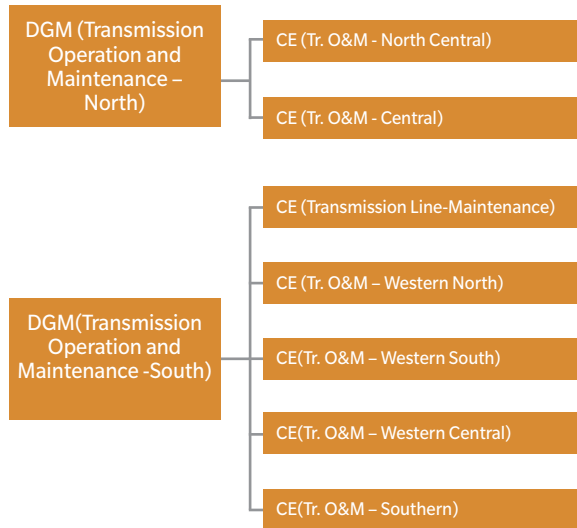 DGM (Transmission
Operation and
Maintenance –
North)
CE (Tr. O&M - North Central)
CE (Tr. O&M - Central)
DGM(Transmission
Operation and
Maintenance -South)
CE (Transmission Line-Maintenance)
CE (Tr. O&M – Western North)
CE(Tr. O&M – Western South)
CE(Tr. O&M – Western Central)
CE(Tr. O&M – Southern)